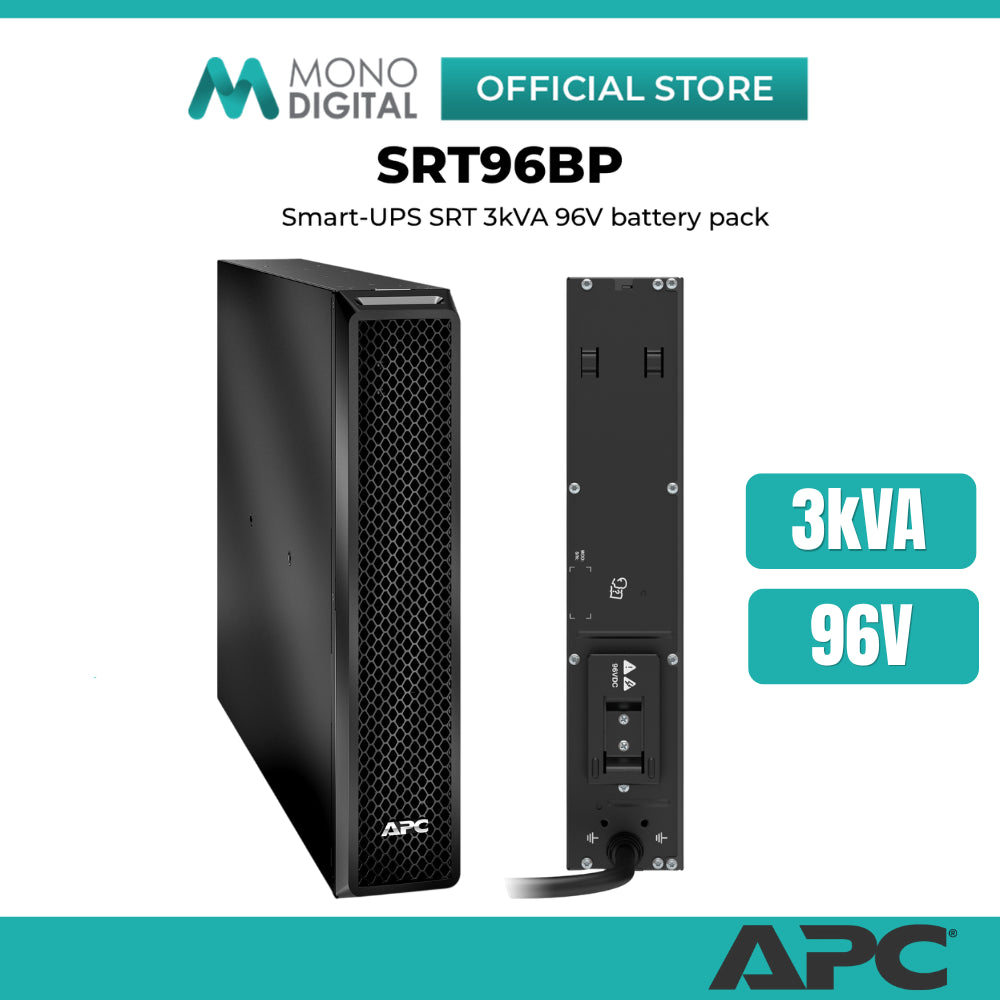 MONO
DIGITAL
OFFICIAL STORE
SRT96BP
Smart-UPS SRT 3kVA 96V battery pack
3kVA
96V
96VDC
APC
APC®